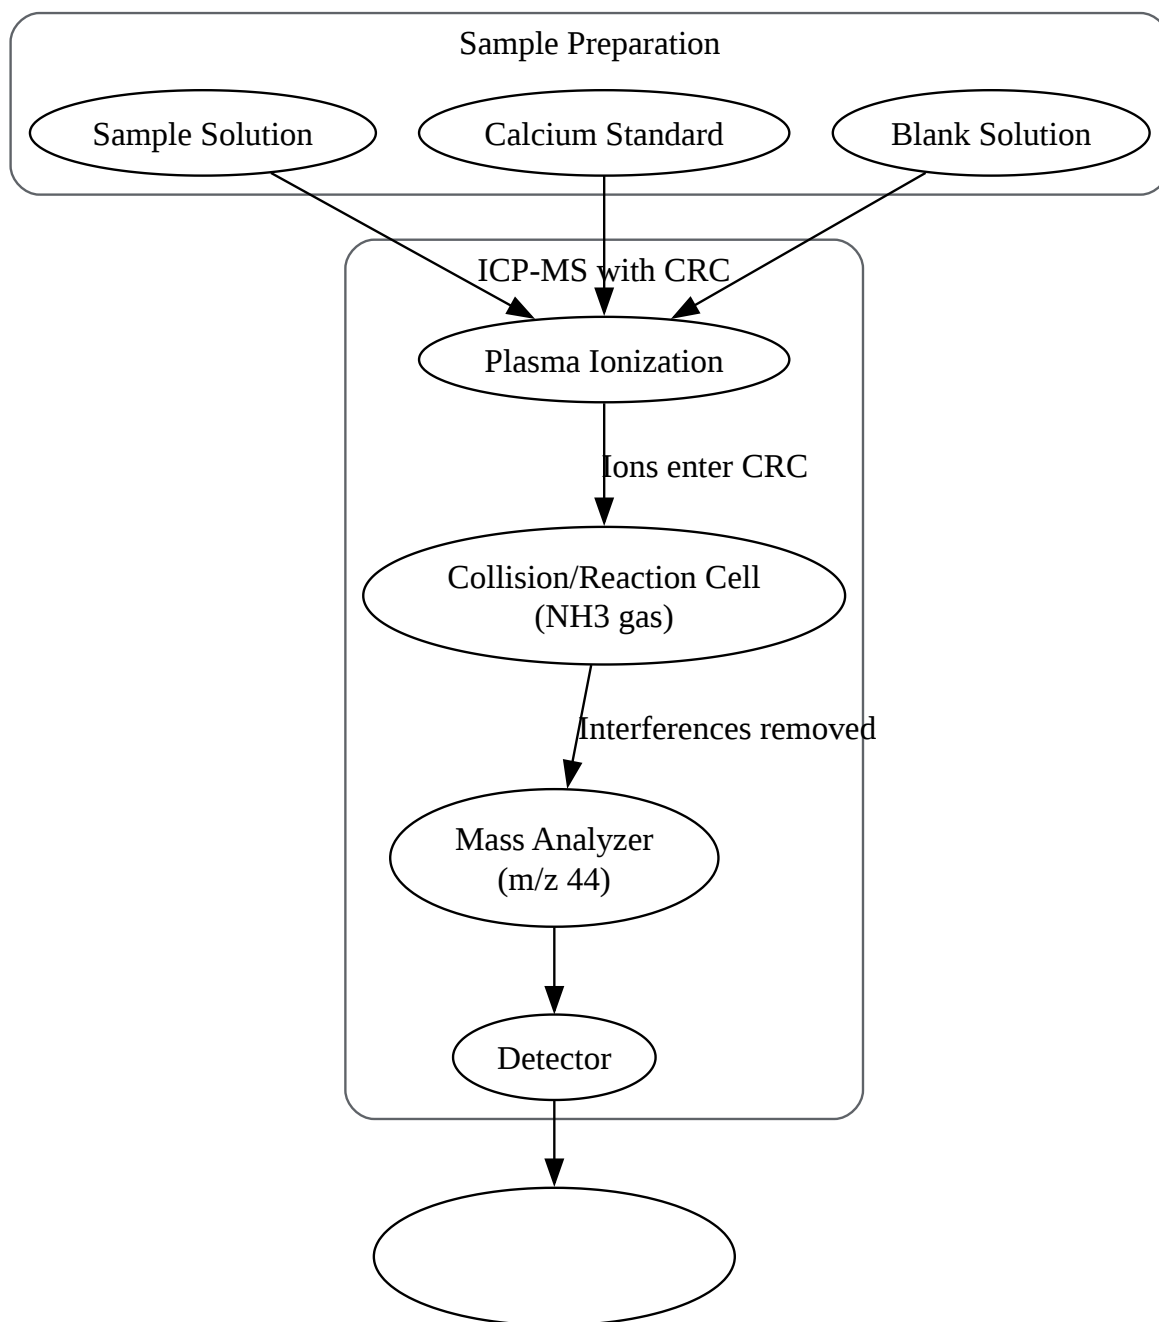 Sample Preparation
Sample Solution
Calcium Standard
Blank Solution
ICP-MS with CRC
Plasma Ionization
Ions enter CRC
Collision/Reaction Cell
(NH3 gas)
Interferences removed
Mass Analyzer
(m/z 44)
Detector